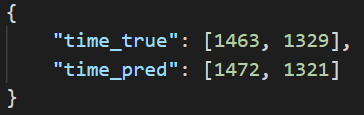 {
    "time_true": [1463, 1329],
    "time_pred": [1472, 1321]
}